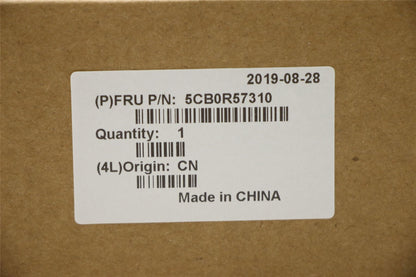 2019-08-28
(P)FRU P/N: 5CB0R57310
Quantity: 1
(4L)Origin: CN
Made in CHINA